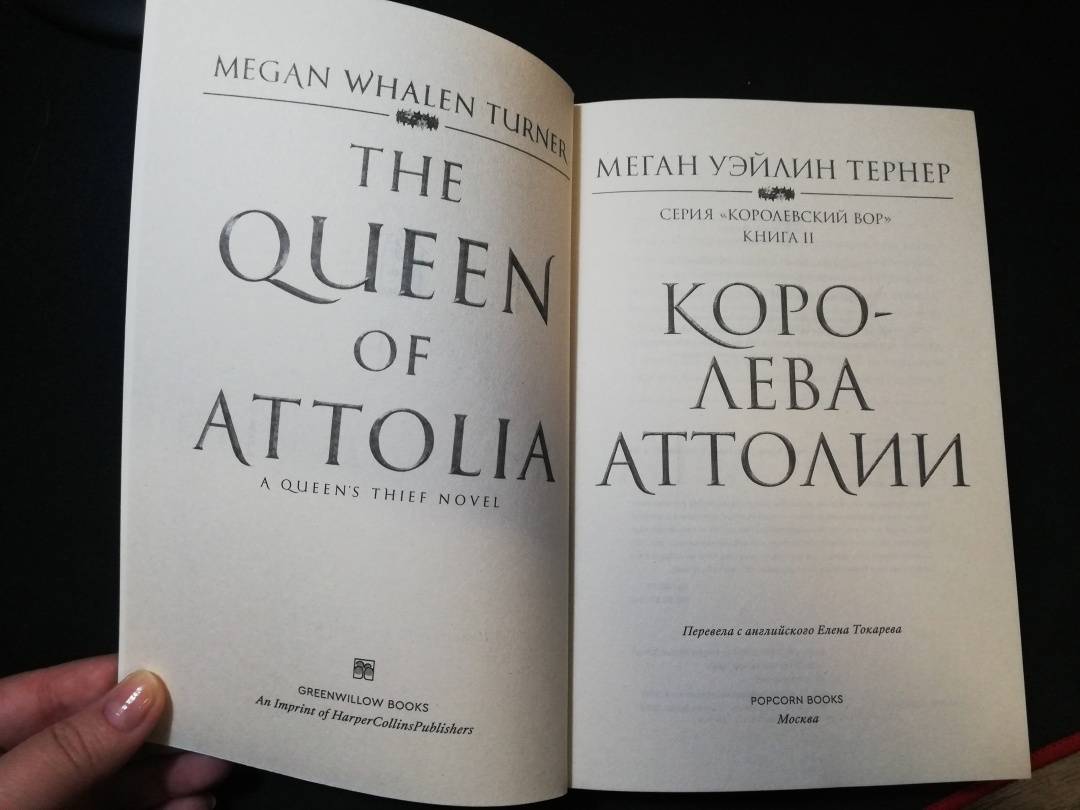 MEGAN WHALEN TURNER
THE
QUEEN
OF
ATTOLIA
A QUEEN'S THIEF NOVEL
GREENWILLOW BOOKS
An Imprint of HarperCollinsPublishers
МЕГАН УЭЙЛИН ТЕРНЕР
СЕРИЯ «КОРОЛЕВСКИЙ ВОР»
КНИГА II
КОРО-
ЛЕВА
АТТОЛИИ
Перевела с английского Елена Токарева
POPCORN BOOKS
Москва